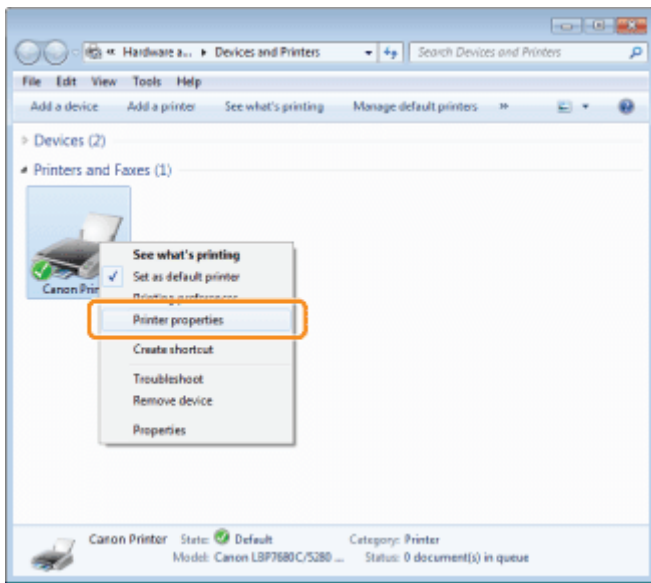 « Hardware a... ▸ Devices and Printers Search Devices and Printers
File Edit View Tools Help
Add a device Add a printer See what's printing Manage default printers »
Devices (2)
Printers and Faxes (1)
Canon Prin
See what's printing
Set as default printer
Printing preferences
Printer properties
Create shortcut
Troubleshoot
Remove device
Properties
Canon Printer State: Default Category: Printer
Model: Canon LBP7680C/5280 ... Status: 0 document(s) in queue